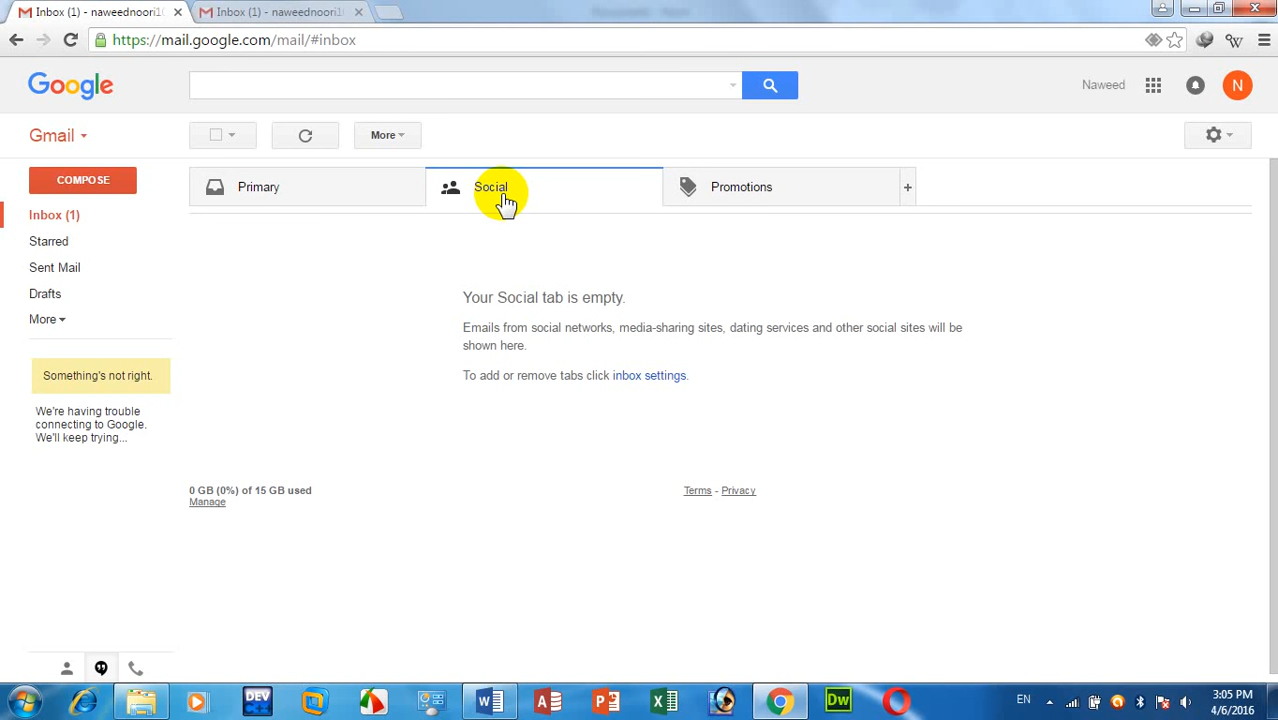 Inbox (1) - naweednoori1
Inbox (1) - naweednoori1
https://mail.google.com/mail/#inbox
Google
Naweed
N
Gmail
More
COMPOSE
Primary
Social
Promotions
+
Inbox (1)
Starred
Sent Mail
Drafts
More
Your Social tab is empty.
Emails from social networks, media-sharing sites, dating services and other social sites will be
shown here.
To add or remove tabs click inbox settings.
Something's not right.
We're having trouble
connecting to Google.
We'll keep trying...
0 GB (0%) of 15 GB used
Manage
Terms - Privacy
DEV
Dw
EN
3:05 PM
4/6/2016